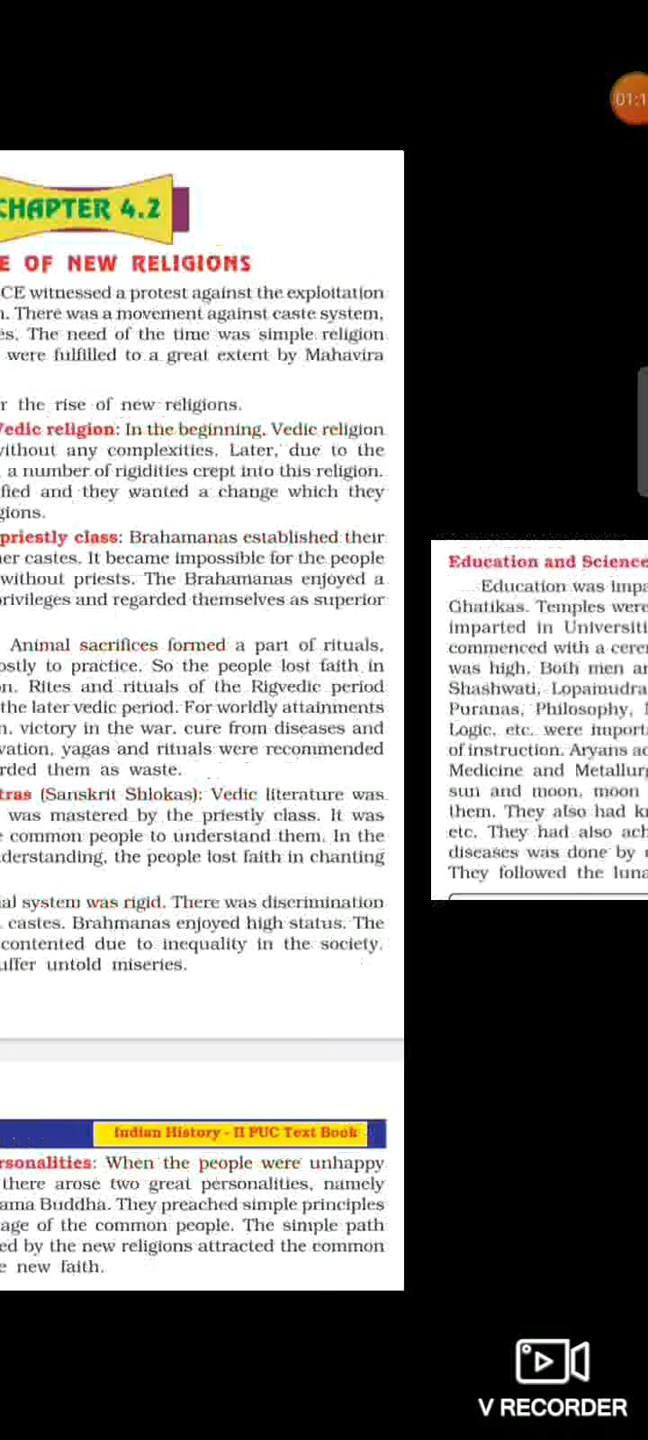 01:1
CHAPTER 4.2
E OF NEW RELIGIONS
CE witnessed a protest against the exploitation
n. There was a movement against caste system,
es. The need of the time was simple religion
were fulfilled to a great extent by Mahavira
r the rise of new religions.
Vedic religion: In the beginning, Vedic religion
without any complexities. Later, due to the
, a number of rigidities crept into this religion.
fied and they wanted a change which they
gions.
priestly class: Brahamanas established their
her castes. It became impossible for the people
without priests. The Brahamanas enjoyed a
privileges and regarded themselves as superior
Animal sacrifices formed a part of rituals,
ostly to practice. So the people lost faith in
on. Rites and rituals of the Rigvedic period
the later vedic period. For worldly attainments
n, victory in the war, cure from diseases and
vation, yagas and rituals were recommended
rded them as waste.
tras (Sanskrit Shlokas): Vedic literature was
was mastered by the priestly class. It was
e common people to understand them. In the
derstanding, the people lost faith in chanting
ial system was rigid. There was discrimination
castes. Brahmanas enjoyed high status. The
contented due to inequality in the society.
uffer untold miseries.
Indian History - II PUC Text Book
rsonalities: When the people were unhappy
there arose two great personalities, namely
ama Buddha. They preached simple principles
age of the common people. The simple path
ed by the new religions attracted the common
e new faith.
Education and Science
Education was impa
Ghatikas. Temples were
imparted in Universiti
commenced with a cere
was high. Both men an
Shashwati, Lopamudra
Puranas, Philosophy,
Logic, etc. were import
of instruction. Aryans ac
Medicine and Metallurg
sun and moon, moon
them. They also had k
etc. They had also ach
diseases was done by
They followed the luna
V RECORDER